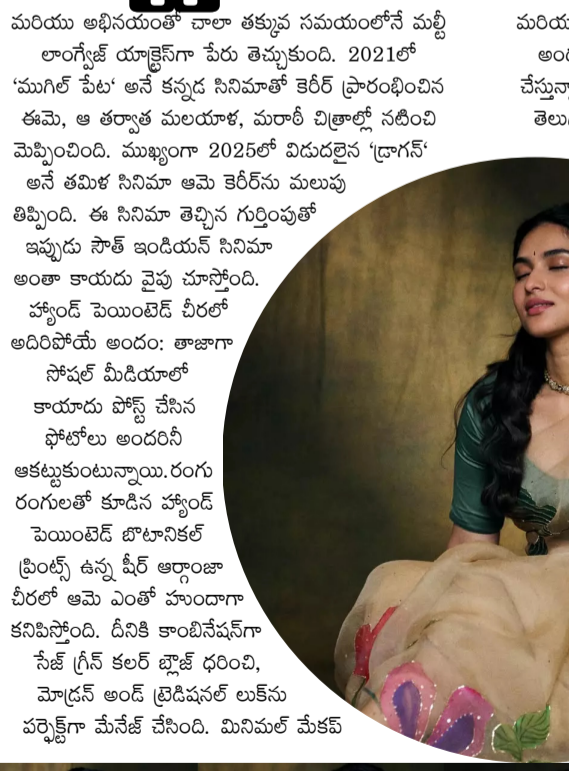 మరియు అభినయంతో చాలా తక్కువ సమయంలోనే మల్టీ
లాంగ్వేజ్ యాక్ట్రెస్‌గా పేరు తెచ్చుకుంది. 2021లో
'ముగిల్ పేట' అనే కన్నడ సినిమాతో కెరీర్ ప్రారంభించిన
ఈమె, ఆ తర్వాత మలయాళ, మరాఠీ చిత్రాల్లో నటించి
మెప్పించింది. ముఖ్యంగా 2025లో విడుదలైన 'డ్రాగన్'
అనే తమిళ సినిమా ఆమె కెరీర్‌ను మలుపు
తిప్పింది. ఈ సినిమా తెచ్చిన గుర్తింపుతో
ఇప్పుడు సౌత్ ఇండియన్ సినిమా
అంతా కాయదు వైపు చూస్తోంది.
హ్యాండ్ పెయింటెడ్ చీరలో
అదిరిపోయే అందం: తాజాగా
సోషల్ మీడియాలో
కాయాదు పోస్ట్ చేసిన
ఫోటోలు అందరినీ
ఆకట్టుకుంటున్నాయి.రంగు
రంగులతో కూడిన హ్యాండ్
పెయింటెడ్ బొటానికల్
ప్రింట్స్ ఉన్న షీర్ ఆర్గాంజా
చీరలో ఆమె ఎంతో హుందాగా
కనిపిస్తోంది. దీనికి కాంబినేషన్‌గా
సేజ్ గ్రీన్ కలర్ బ్లౌజ్ ధరించి,
మోడ్రన్ అండ్ ట్రెడిషనల్ లుక్‌ను
పర్ఫెక్ట్‌గా మేనేజ్ చేసింది. మినిమల్ మేకప్
మరియ